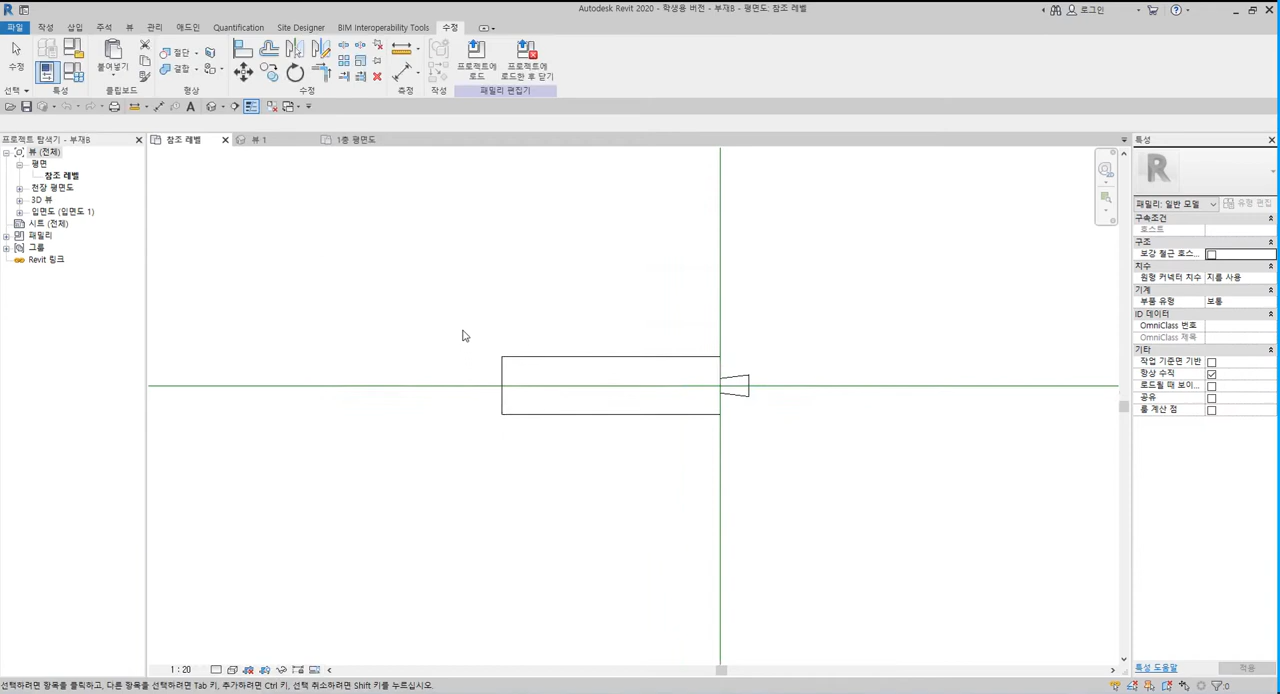 Autodesk Revit 2020 - 학생용 버전 - 부재B - 평면도: 참조 레벨
로그인
파일 작성 삽입 주석 뷰 관리 애드인 Quantification Site Designer BIM Interoperability Tools 수정
수정
붙여넣기
절단
결합
프로젝트에
로드
프로젝트에
로드한 후 닫기
선택 특성 클립보드 형상 수정 측정 작성 패밀리 편집기
프로젝트 탐색기 - 부재B
참조 레벨
뷰 1
1층 평면도
특성
뷰 (전체)
평면
참조 레벨
천장 평면도
3D 뷰
입면도 (입면도 1)
시트 (전체)
패밀리
그룹
Revit 링크
패밀리: 일반 모델
유형 편집
구속조건
호스트
구조
보강 철근 호스...
치수
원형 커넥터 치수 지름 사용
기계
부품 유형 보통
ID 데이터
OmniClass 번호
OmniClass 제목
기타
작업 기준면 기반
항상 수직
로드될 때 보이...
공유
룸 계산 점
1 : 20
특성 도움말
적용
선택하려면 항목을 클릭하고, 다른 항목을 선택하려면 Tab 키, 추가하려면 Ctrl 키, 선택 취소하려면 Shift 키를 누르십시오.
:0